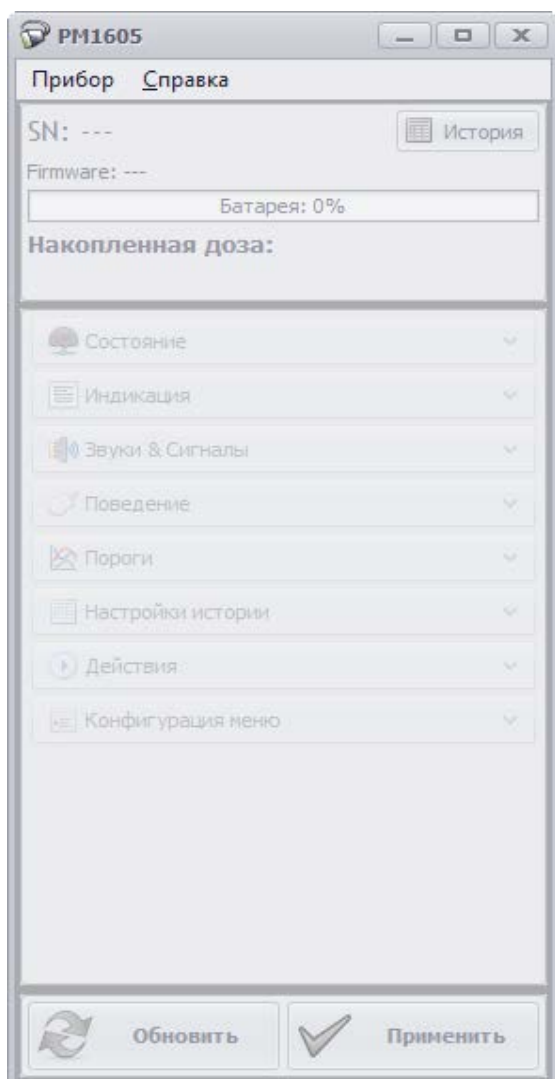 PM1605
Прибор Справка
SN: ---
История
Firmware: ---
Батарея: 0%
Накопленная доза:
Состояние
Индикация
Звуки & Сигналы
Поведение
Пороги
Настройки истории
Действия
Конфигурация меню
Обновить
Применить